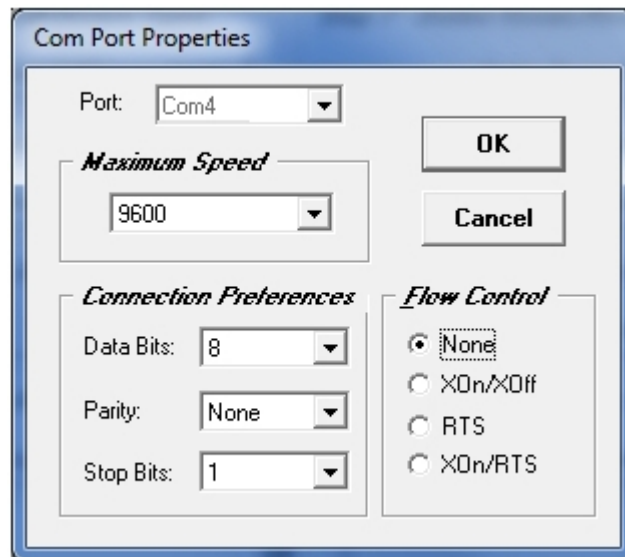 Com Port Properties
Port: Com4
OK
Maximum Speed
9600
Cancel
Connection Preferences
Data Bits: 8
Parity: None
Stop Bits: 1
Flow Control
None
XOn/XOff
RTS
XOn/RTS